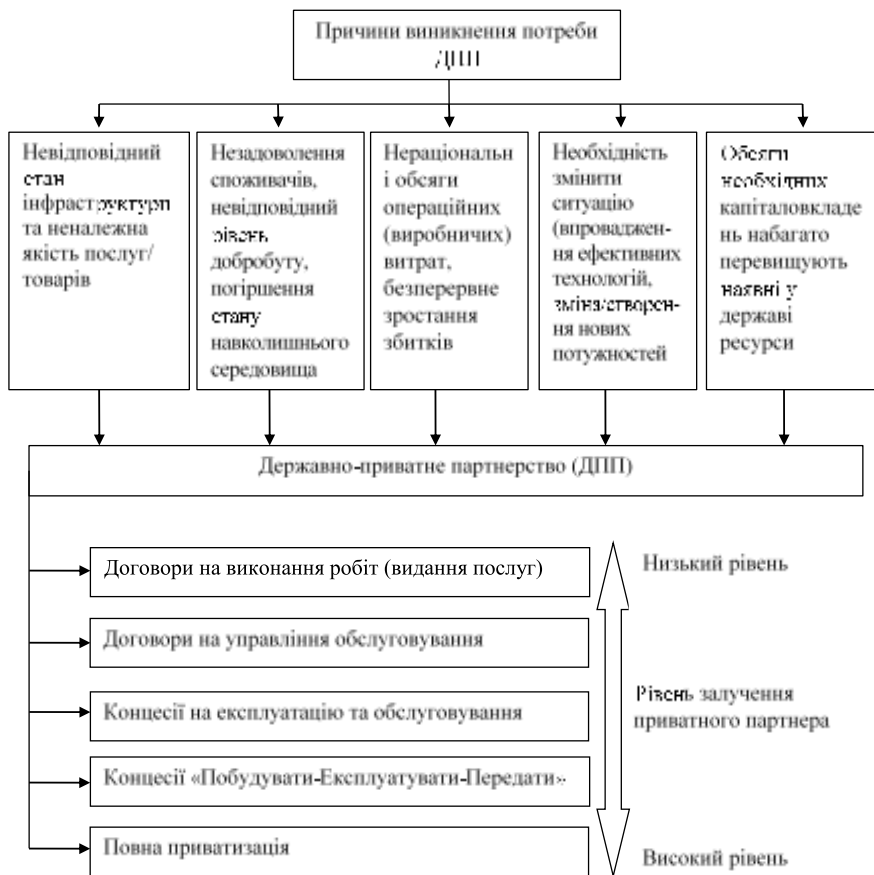 Причини виникнення потреби
ДПП
Невідповідний
стан
інфраструктури
та неналежна
якість послуг/
товарів
Незадоволення
споживачів,
невідповідний
рівень
добробуту,
погіршення
стану
навколишнього
середовища
Нераціональн
і обсяги
операційних
(виробничих)
витрат,
безперервне
зростання
збитків
Необхідність
змінити
ситуацію
(впроваджен-
ня ефективних
технологій,
зміна/створен-
ня нових
потужностей
Обсяги
необхідних
капіталовкладе
нь набагато
перевищують
наявні у
державі
ресурси
Державно-приватне партнерство (ДПП)
Договори на виконання робіт (видання послуг)
Договори на управління обслуговування
Концесії на експлуатацію та обслуговування
Концесії «Побудувати-Експлуатувати-Передати»
Повна приватизація
Низький рівень
Рівень залучення
приватного партнера
Високий рівень